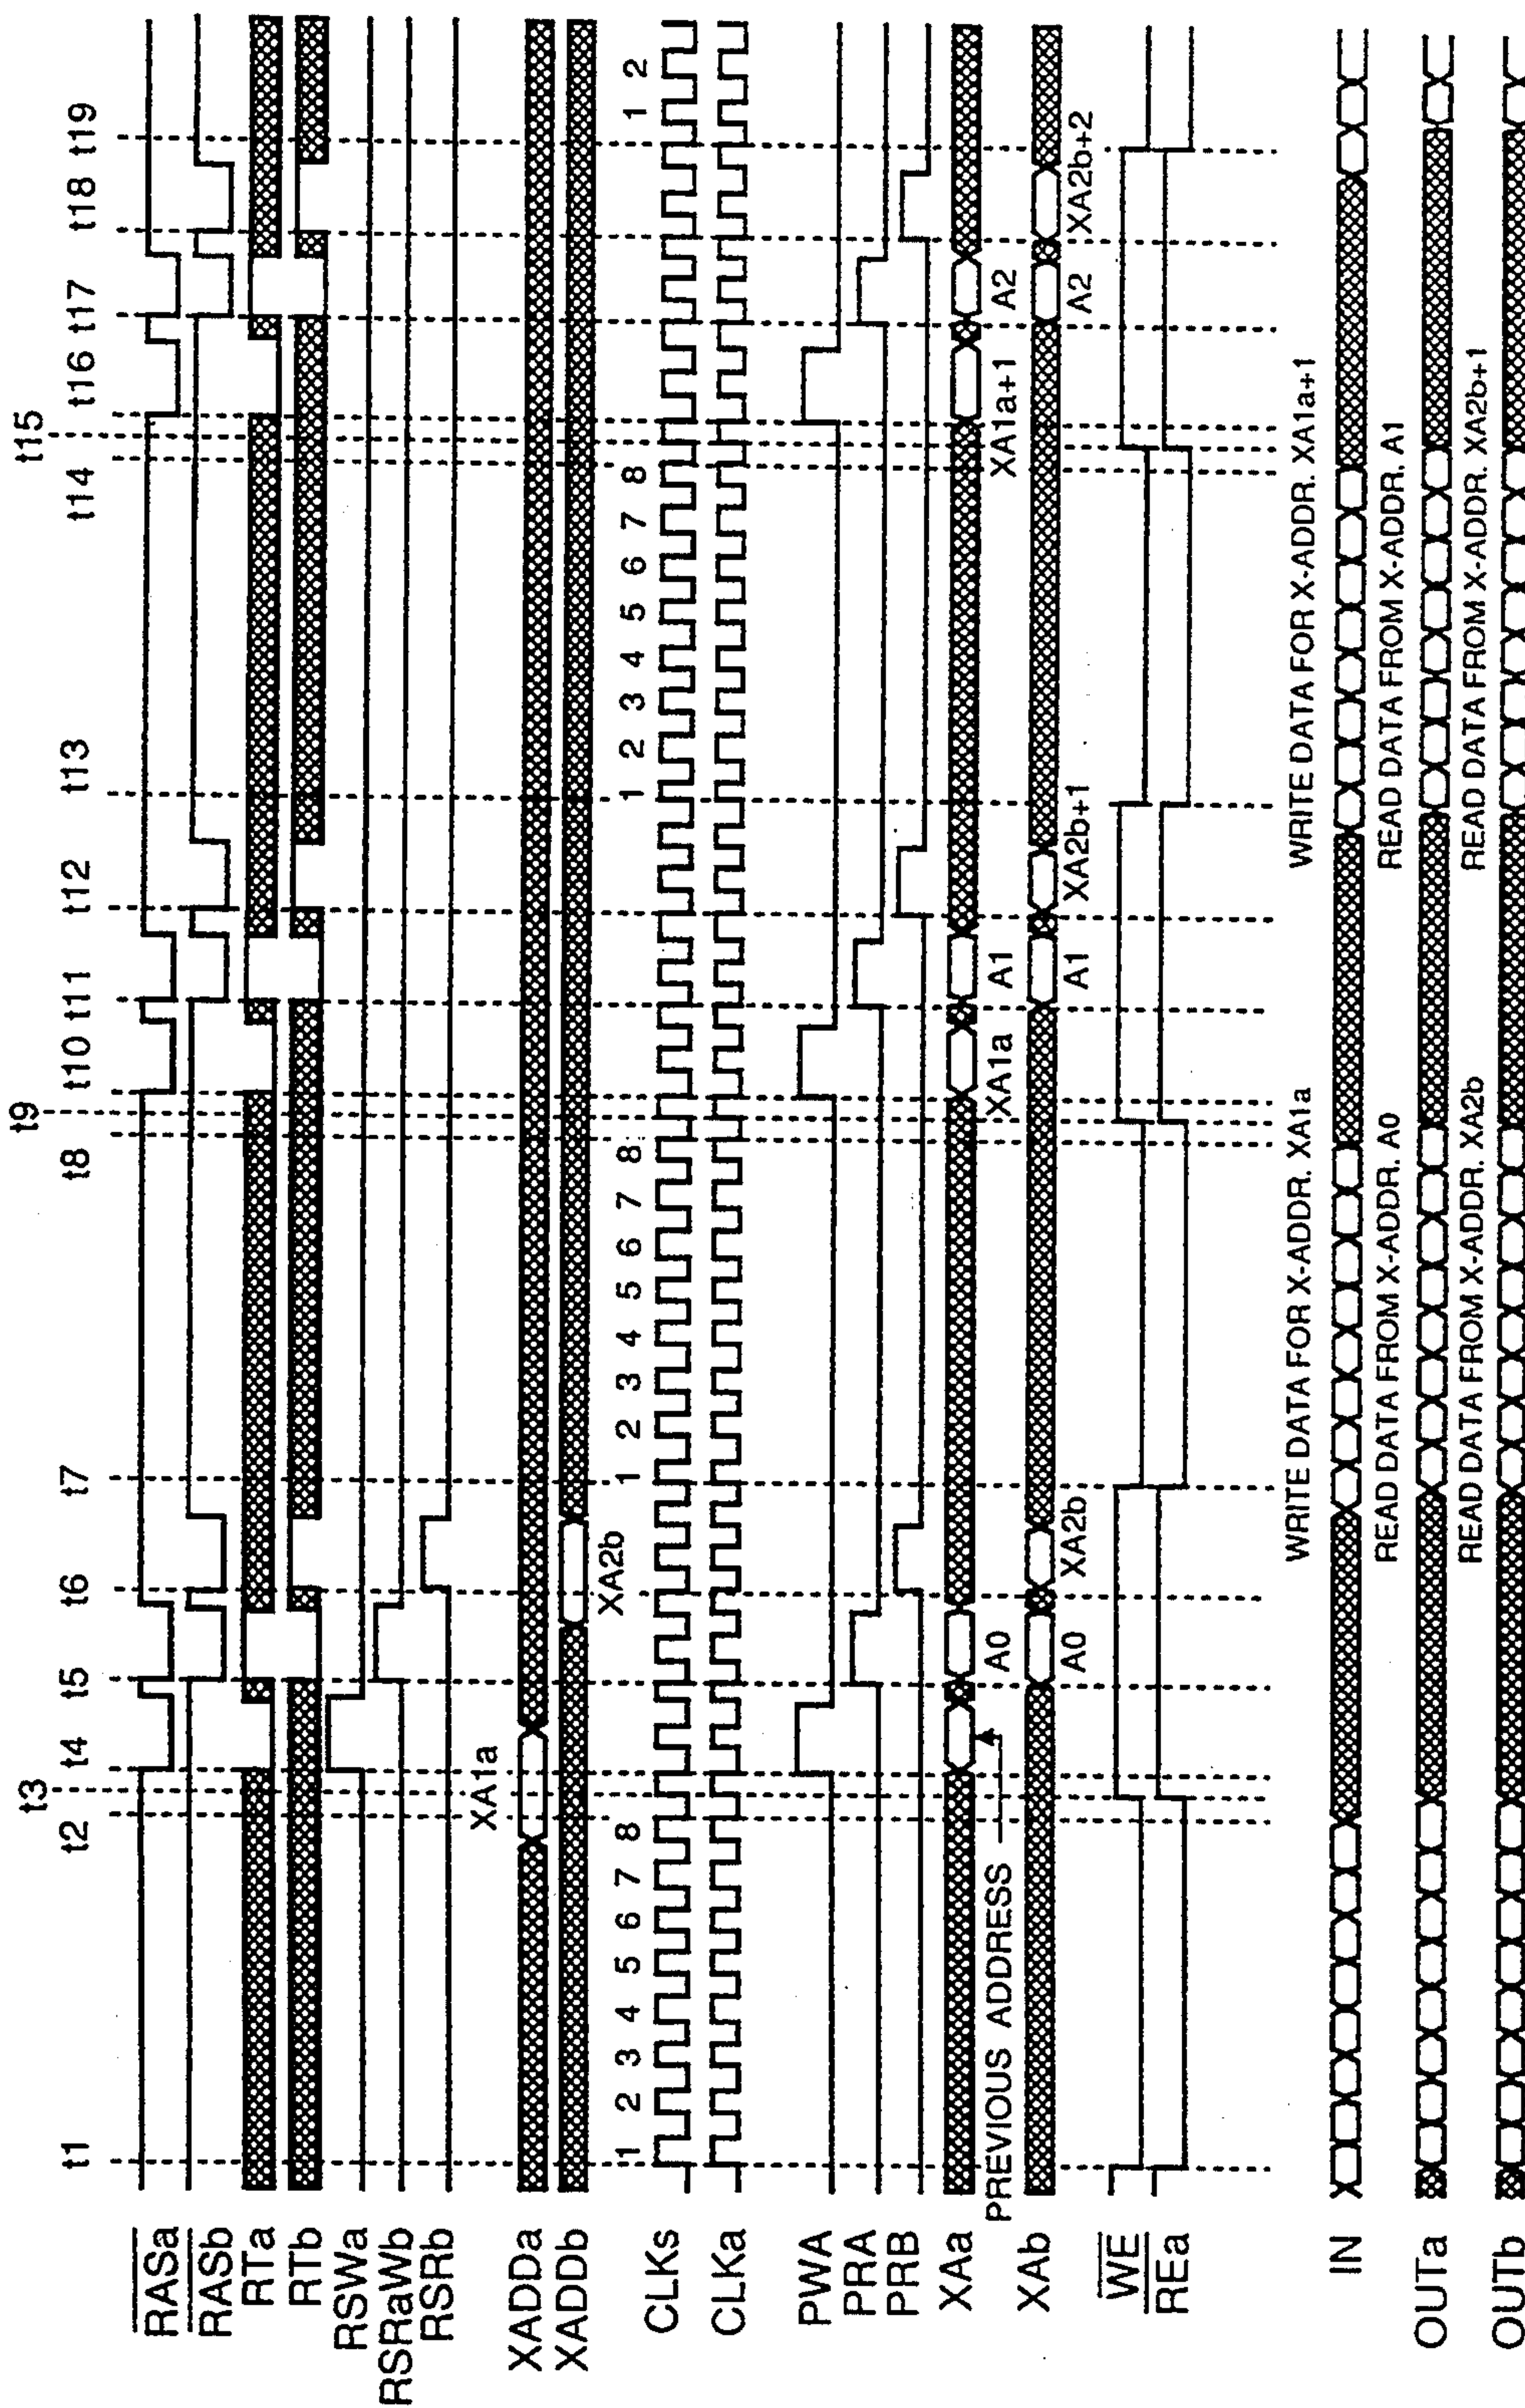 t1 t2 t3 t4 t5 t6 t7 t8 t9 t10 t11 t12 t13 t14 t15 t16 t17 t18 t19
RASa
RASb
RTa
RTb
RSWa
RSRaWb
RSRb
XA1a
XADDa
XADDb
XA2b
1 2 3 4 5 6 7 8 1 2 3 4 5 6 7 8 1 2 3 4 5 6 7 8 1 2
CLKs
CLKa
PWA
PRA
PRB
XAa
PREVIOUS ADDRESS A0 XA1a A1 XA1a+1 A2
XAb
A0 XA2b A1 XA2b+1 A2 XA2b+2
WE
REa
WRITE DATA FOR X-ADDR. XA1a WRITE DATA FOR X-ADDR. XA1a+1
IN
READ DATA FROM X-ADDR. A0 READ DATA FROM X-ADDR. A1
OUTa
READ DATA FROM X-ADDR. XA2b READ DATA FROM X-ADDR. XA2b+1
OUTb